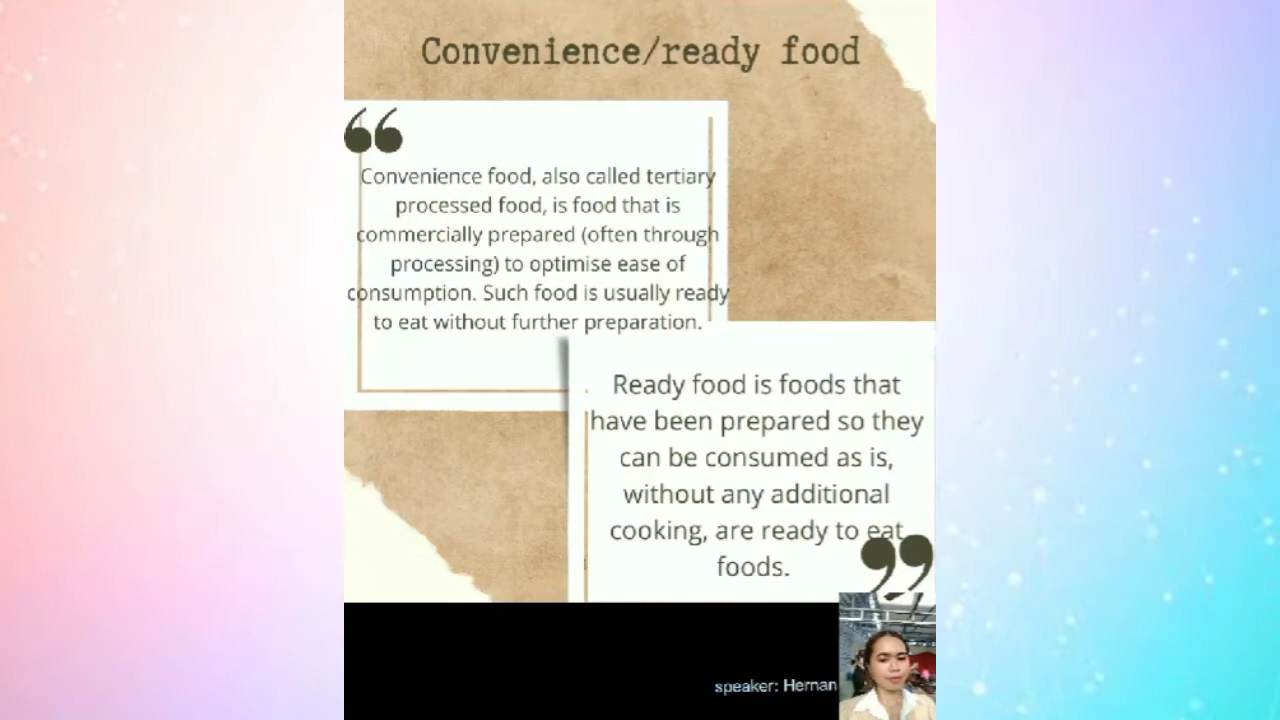 Convenience/ready food
Convenience food, also called tertiary
processed food, is food that is
commercially prepared (often through
processing) to optimise ease of
consumption. Such food is usually ready
to eat without further preparation.
Ready food is foods that
have been prepared so they
can be consumed as is,
without any additional
cooking, are ready to eat
foods.
speaker: Hernan